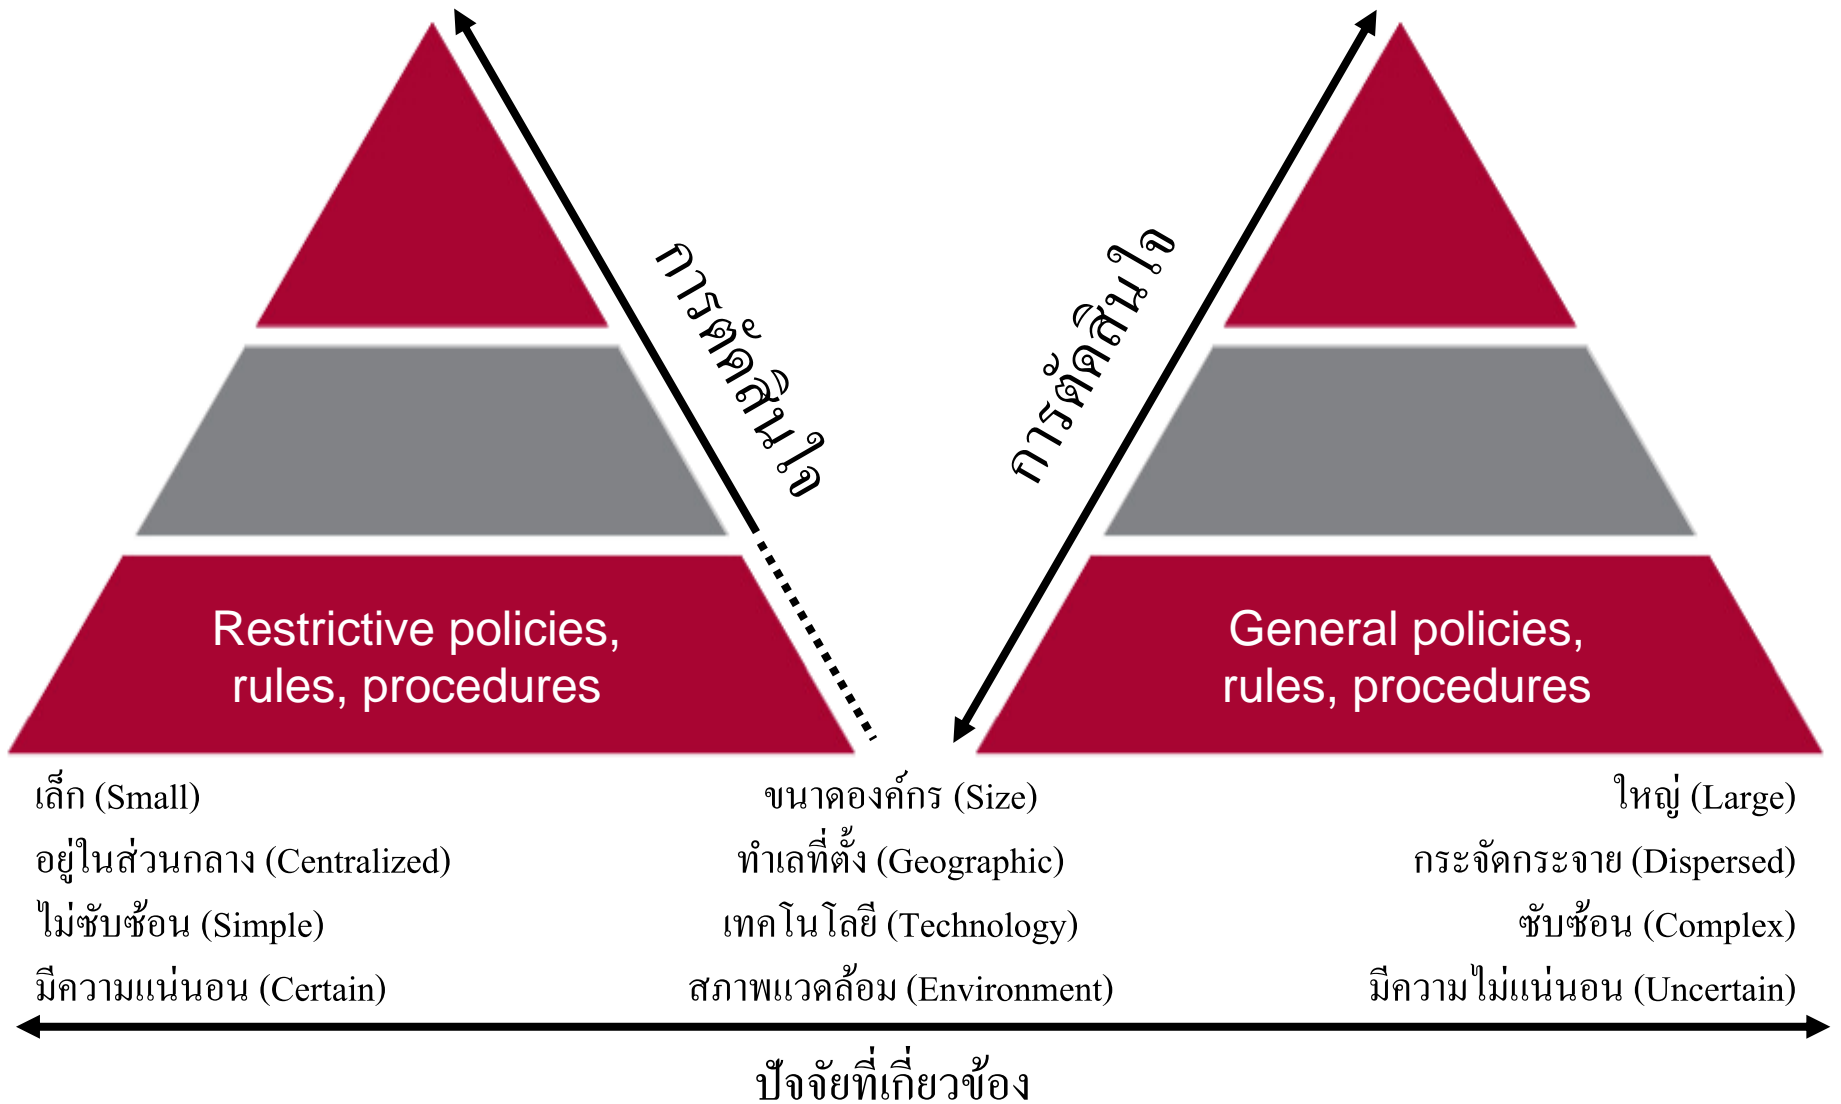 การตัดสินใจ
การตัดสินใจ
Restrictive policies,
rules, procedures
General policies,
rules, procedures
เล็ก (Small) ขนาดองค์กร (Size) ใหญ่ (Large)
อยู่ในส่วนกลาง (Centralized) ทำเลที่ตั้ง (Geographic) กระจัดกระจาย (Dispersed)
ไม่ซับซ้อน (Simple) เทคโนโลยี (Technology) ซับซ้อน (Complex)
มีความแน่นอน (Certain) สภาพแวดล้อม (Environment) มีความไม่แน่นอน (Uncertain)
ปัจจัยที่เกี่ยวข้อง